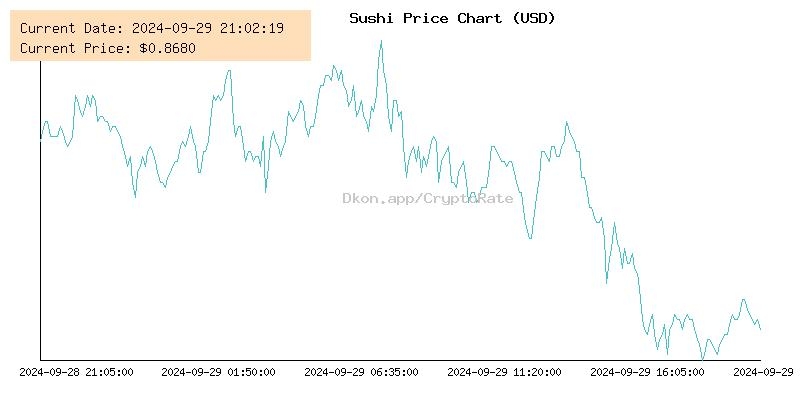 Sushi Price Chart (USD)
Current Date: 2024-09-29 21:02:19
Current Price: $0.8680
Dkon.app/CryptoRate
2024-09-28 21:05:00 2024-09-29 01:50:00 2024-09-29 06:35:00 2024-09-29 11:20:00 2024-09-29 16:05:00 2024-09-29